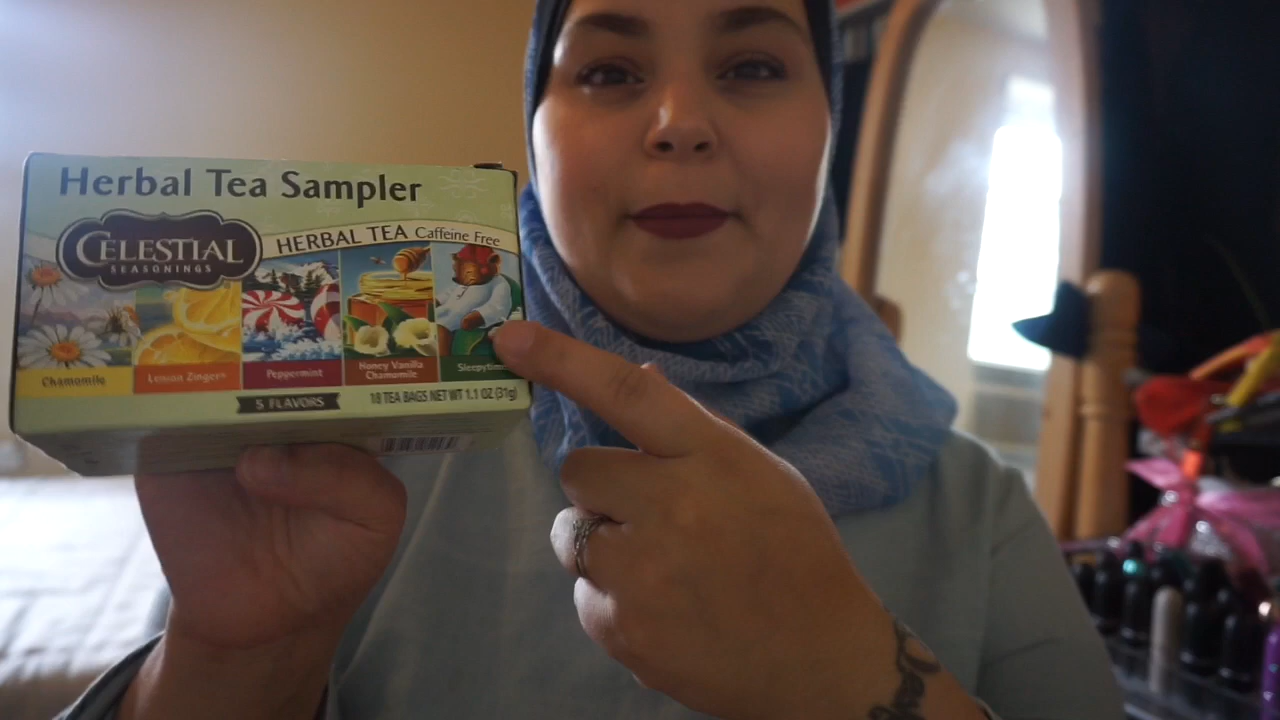 Herbal Tea Sampler
CELESTIAL
SEASONINGS
HERBAL TEA Caffeine Free
Chamomile
Lemon Zinger
Peppermint
Honey Vanilla
Chamomile
5 FLAVORS
18 TEA BAGS NET WT 1.1 OZ (31g)